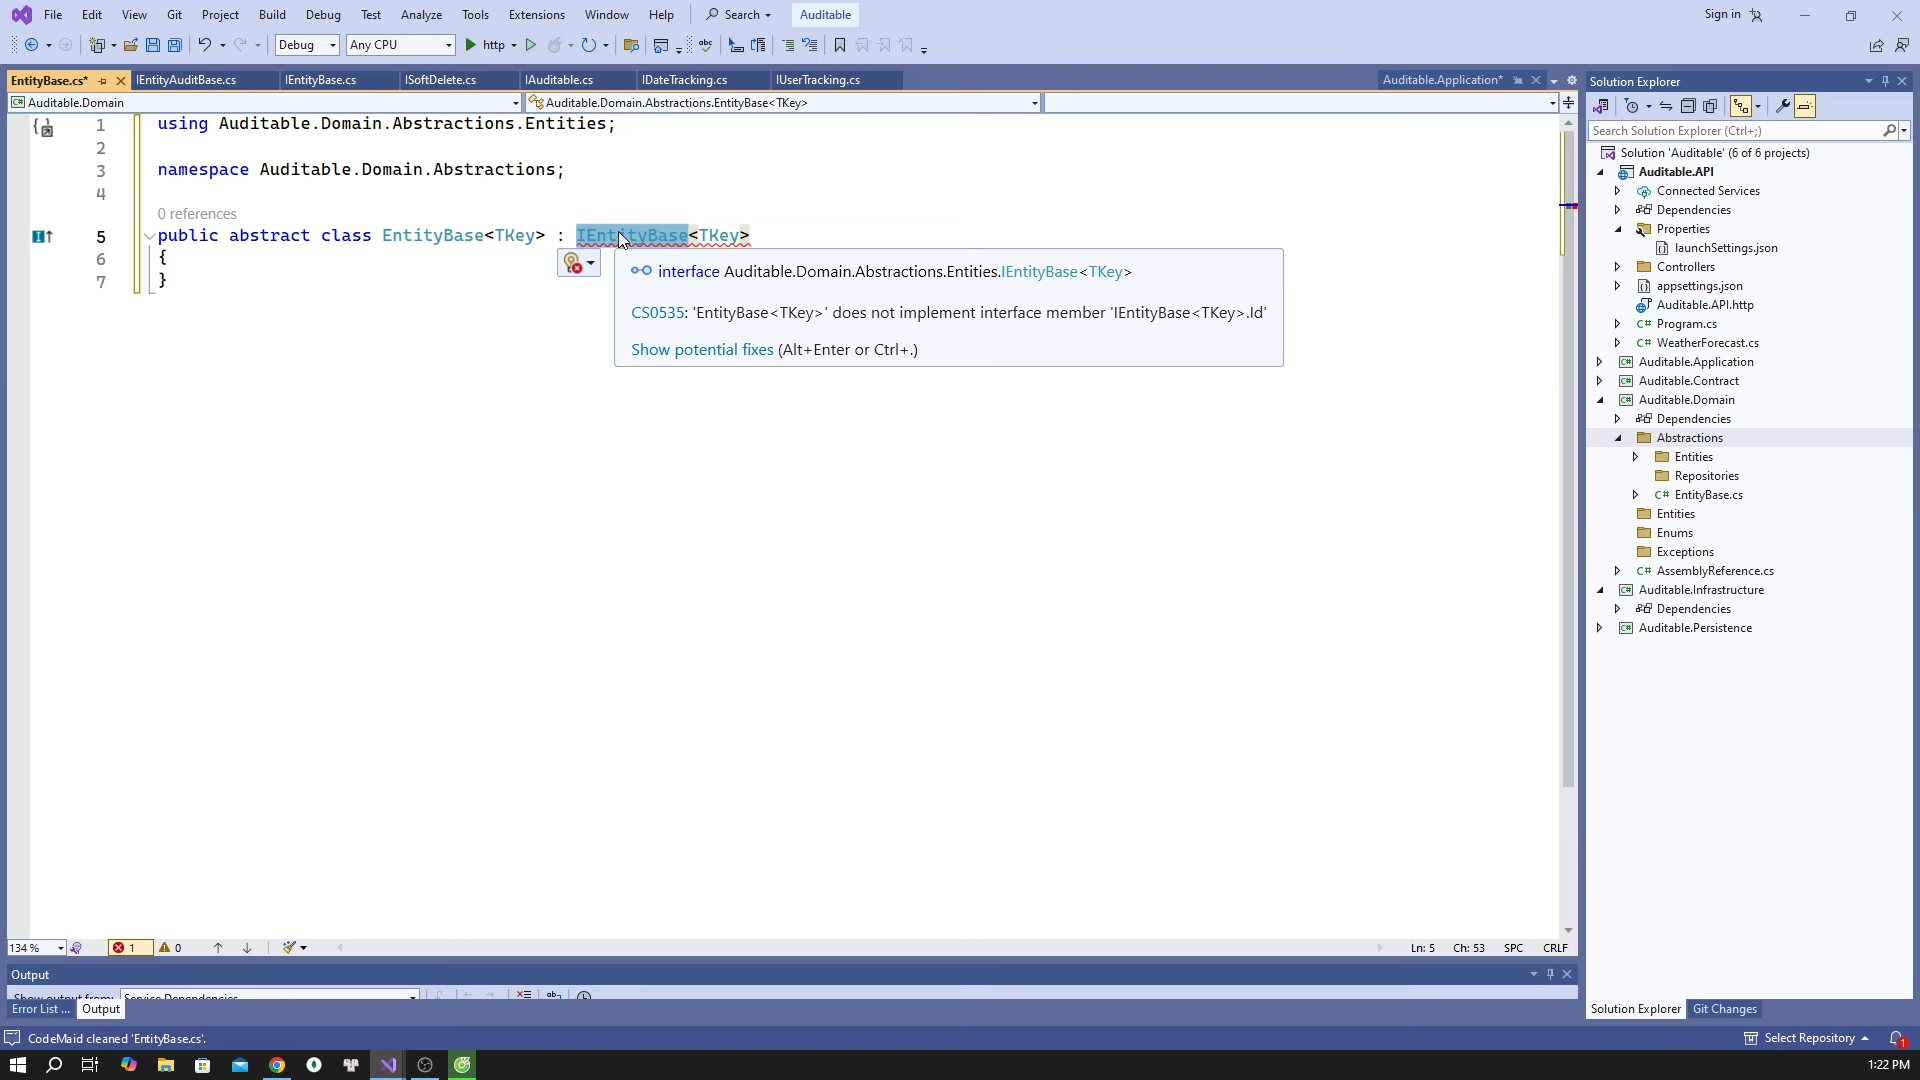 File Edit View Git Project Build Debug Test Analyze Tools Extensions Window Help Search Auditable Sign in
Debug Any CPU http
EntityBase.cs* IEntityAuditBase.cs IEntityBase.cs ISoftDelete.cs IAuditable.cs IDateTracking.cs IUserTracking.cs Auditable.Application*
Auditable.Domain Auditable.Domain.Abstractions.EntityBase<TKey>
1 using Auditable.Domain.Abstractions.Entities;
2
3 namespace Auditable.Domain.Abstractions;
4
0 references
5 public abstract class EntityBase<TKey> : IEntityBase<TKey>
6 {
7 }
interface Auditable.Domain.Abstractions.Entities.IEntityBase<TKey>
CS0535: 'EntityBase<TKey>' does not implement interface member 'IEntityBase<TKey>.Id'
Show potential fixes (Alt+Enter or Ctrl+.)
134 % 1 0 Ln: 5 Ch: 53 SPC CRLF
Output
Show output from: Service Dependencies
Error List ... Output
Solution Explorer
Search Solution Explorer (Ctrl+;)
Solution 'Auditable' (6 of 6 projects)
Auditable.API
Connected Services
Dependencies
Properties
launchSettings.json
Controllers
appsettings.json
Auditable.API.http
C# Program.cs
C# WeatherForecast.cs
C# Auditable.Application
C# Auditable.Contract
C# Auditable.Domain
Dependencies
Abstractions
Entities
Repositories
C# EntityBase.cs
Entities
Enums
Exceptions
C# AssemblyReference.cs
C# Auditable.Infrastructure
Dependencies
C# Auditable.Persistence
Solution Explorer Git Changes
CodeMaid cleaned 'EntityBase.cs'. Select Repository 1
1:22 PM